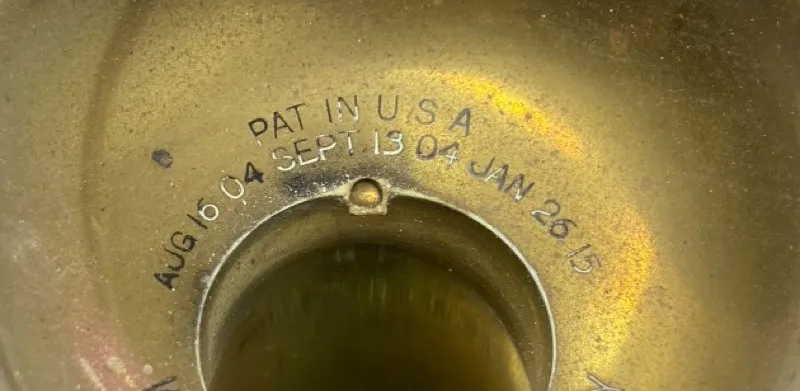 PAT IN U S A
AUG 16 04 SEPT 13 04 JAN 26 15